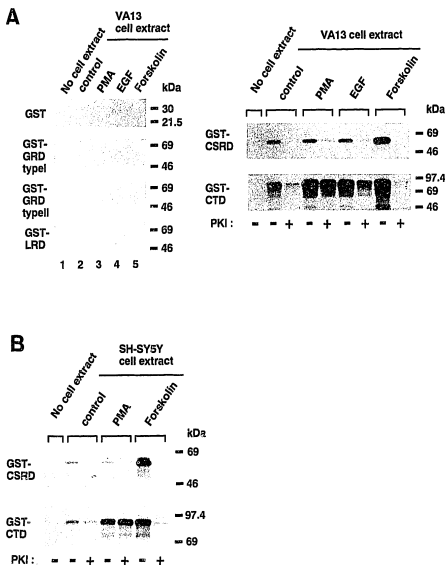 A
VA13
cell extract
No cell extract
control
PMA
EGF
Forskolin
kDa
GST
30
21.5
GST-
GRD
typeI
69
46
GST-
GRD
typeII
69
46
GST-
LRD
69
46
1 2 3 4 5
VA13 cell extract
No cell extract
control
PMA
EGF
Forskolin
kDa
GST-
CSRD
69
46
GST-
CTD
97.4
69
46
PKI : - - + - + - + - +
B
SH-SY5Y
cell extract
No cell extract
control
PMA
Forskolin
kDa
GST-
CSRD
69
46
GST-
CTD
97.4
69
PKI : - - + - + - +